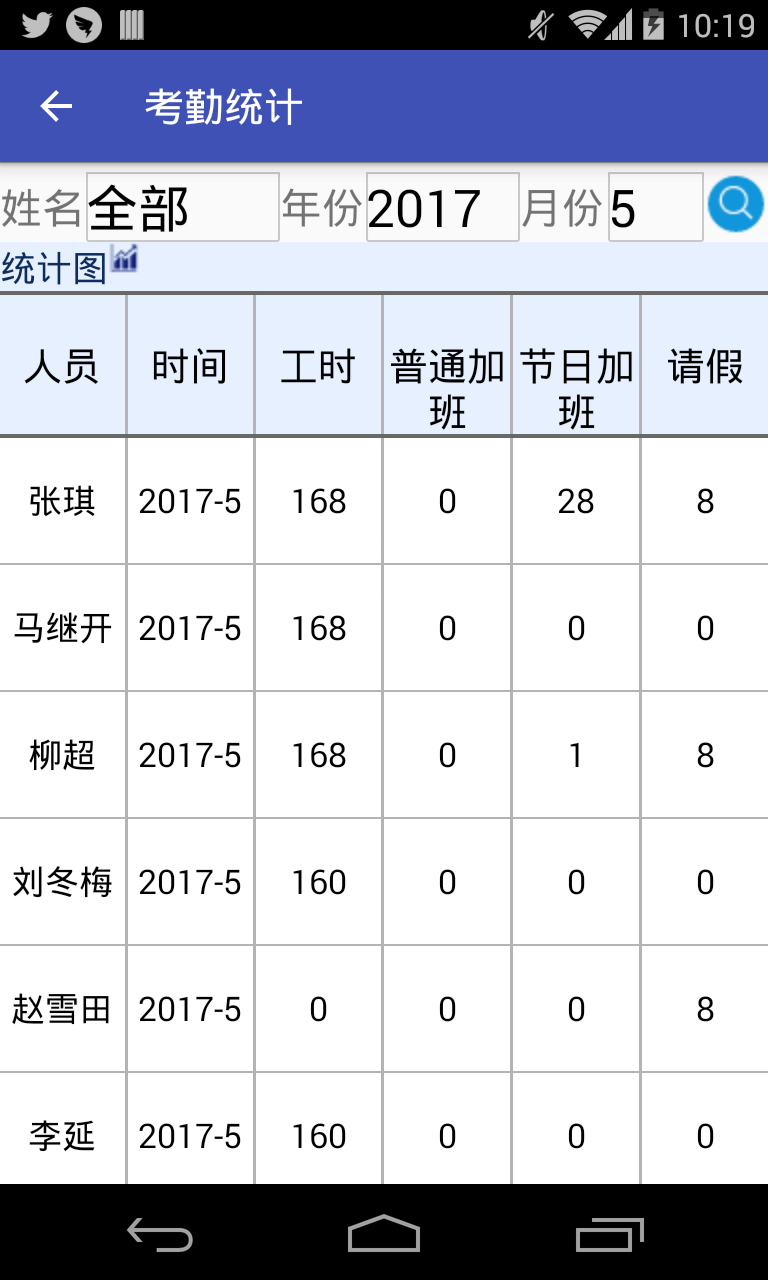 10:19
考勤统计
姓名 全部 年份 2017 月份 5
统计图
人员 时间 工时 普通加班 节日加班 请假
张琪 2017-5 168 0 28 8
马继开 2017-5 168 0 0 0
柳超 2017-5 168 0 1 8
刘冬梅 2017-5 160 0 0 0
赵雪田 2017-5 0 0 0 8
李延 2017-5 160 0 0 0